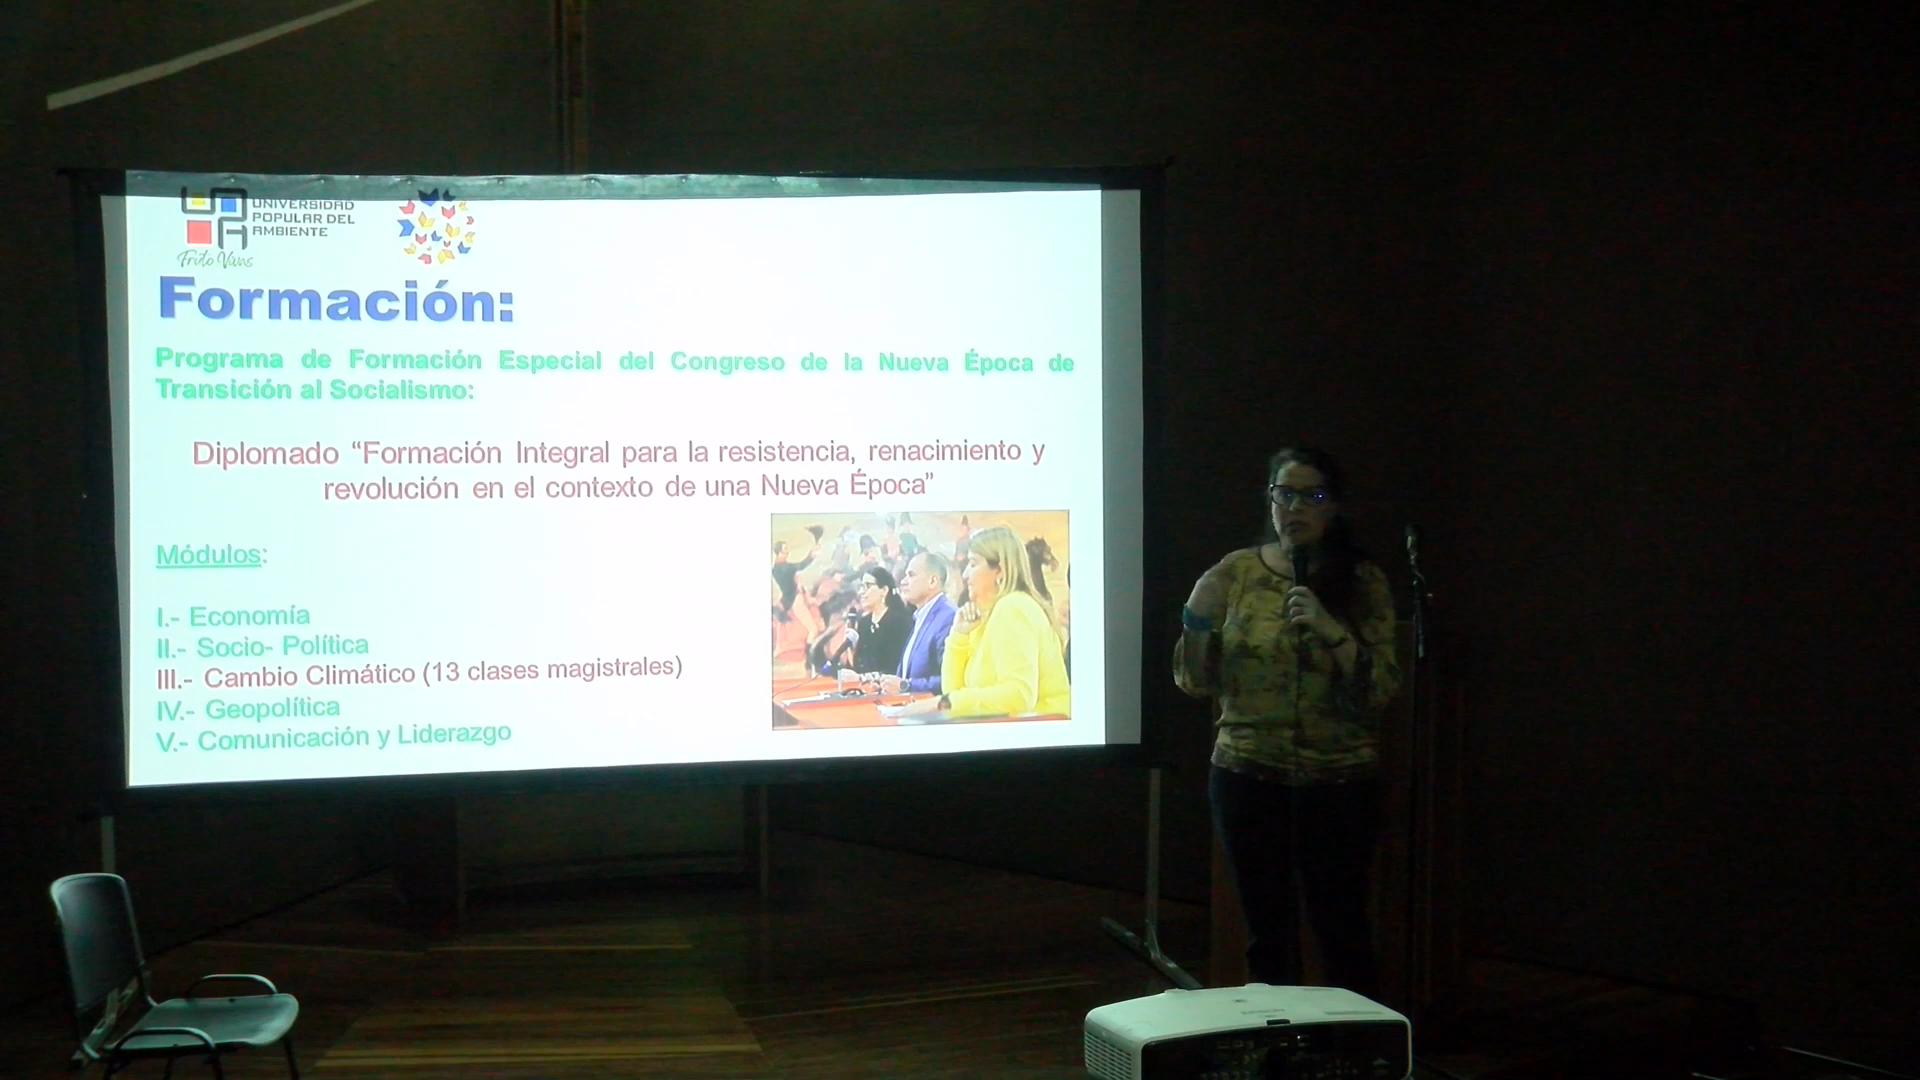 UNIVERSIDAD
POPULAR DEL
AMBIENTE
Fruto Vivas
Formación:
Programa de Formación Especial del Congreso de la Nueva Época de
Transición al Socialismo:
Diplomado “Formación Integral para la resistencia, renacimiento y
revolución en el contexto de una Nueva Época”
Módulos:
I.- Economía
II.- Socio- Política
III.- Cambio Climático (13 clases magistrales)
IV.- Geopolítica
V.- Comunicación y Liderazgo